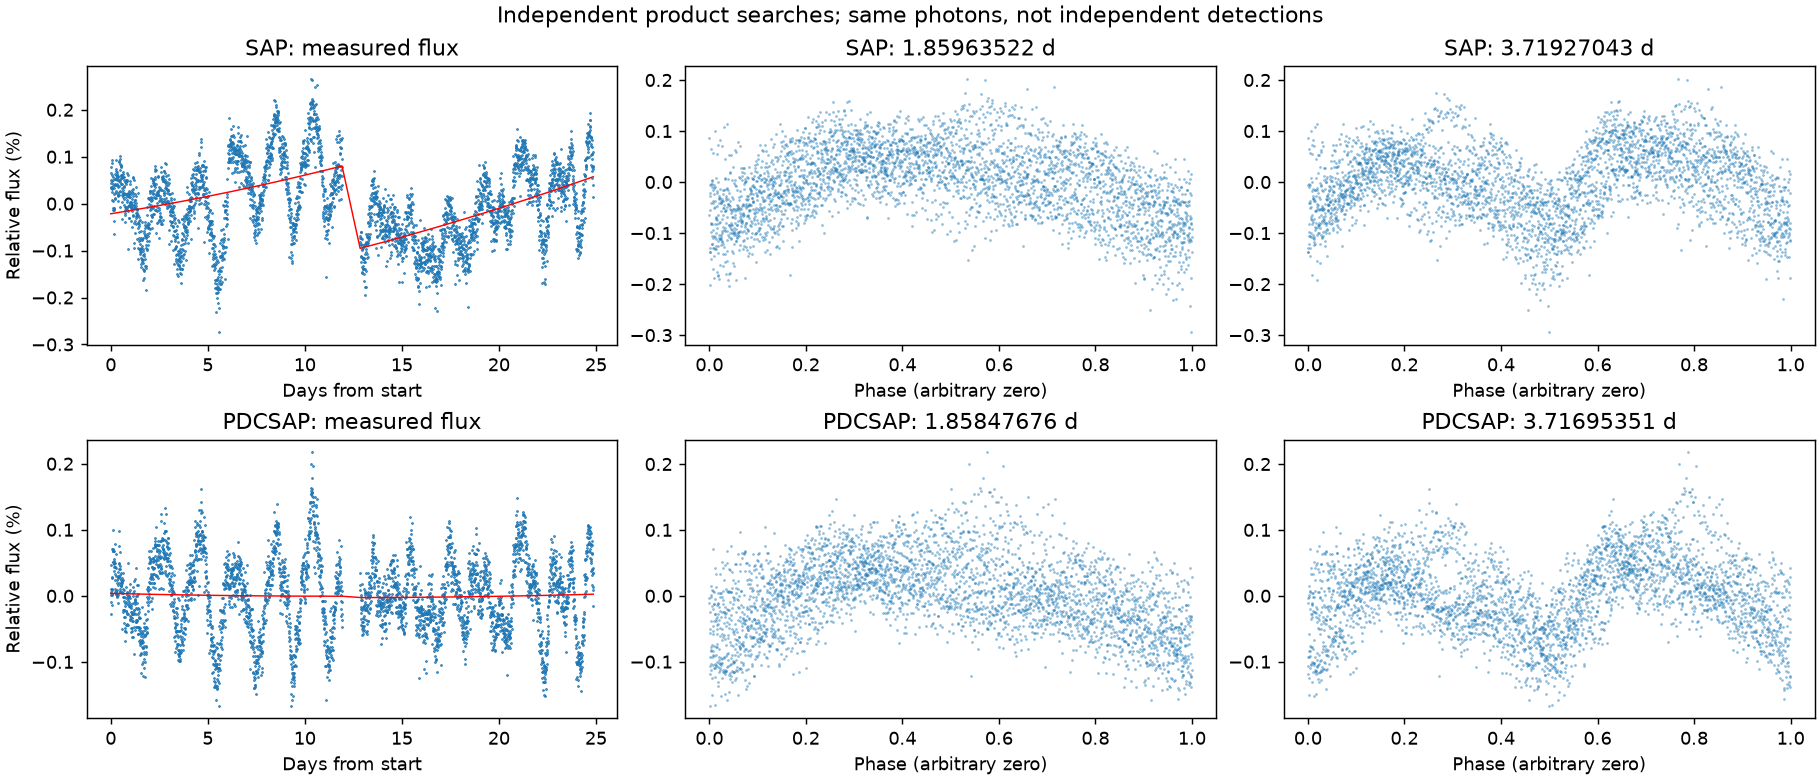 Independent product searches; same photons, not independent detections
SAP: measured flux
SAP: 1.85963522 d
SAP: 3.71927043 d
Relative flux (%)
0.2
0.1
0.0
−0.1
−0.2
−0.3
0 5 10 15 20 25
Days from start
0.2
0.1
0.0
−0.1
−0.2
−0.3
0.0 0.2 0.4 0.6 0.8 1.0
Phase (arbitrary zero)
0.2
0.1
0.0
−0.1
−0.2
−0.3
0.0 0.2 0.4 0.6 0.8 1.0
Phase (arbitrary zero)
PDCSAP: measured flux
PDCSAP: 1.85847676 d
PDCSAP: 3.71695351 d
Relative flux (%)
0.2
0.1
0.0
−0.1
0 5 10 15 20 25
Days from start
0.2
0.1
0.0
−0.1
0.0 0.2 0.4 0.6 0.8 1.0
Phase (arbitrary zero)
0.2
0.1
0.0
−0.1
0.0 0.2 0.4 0.6 0.8 1.0
Phase (arbitrary zero)